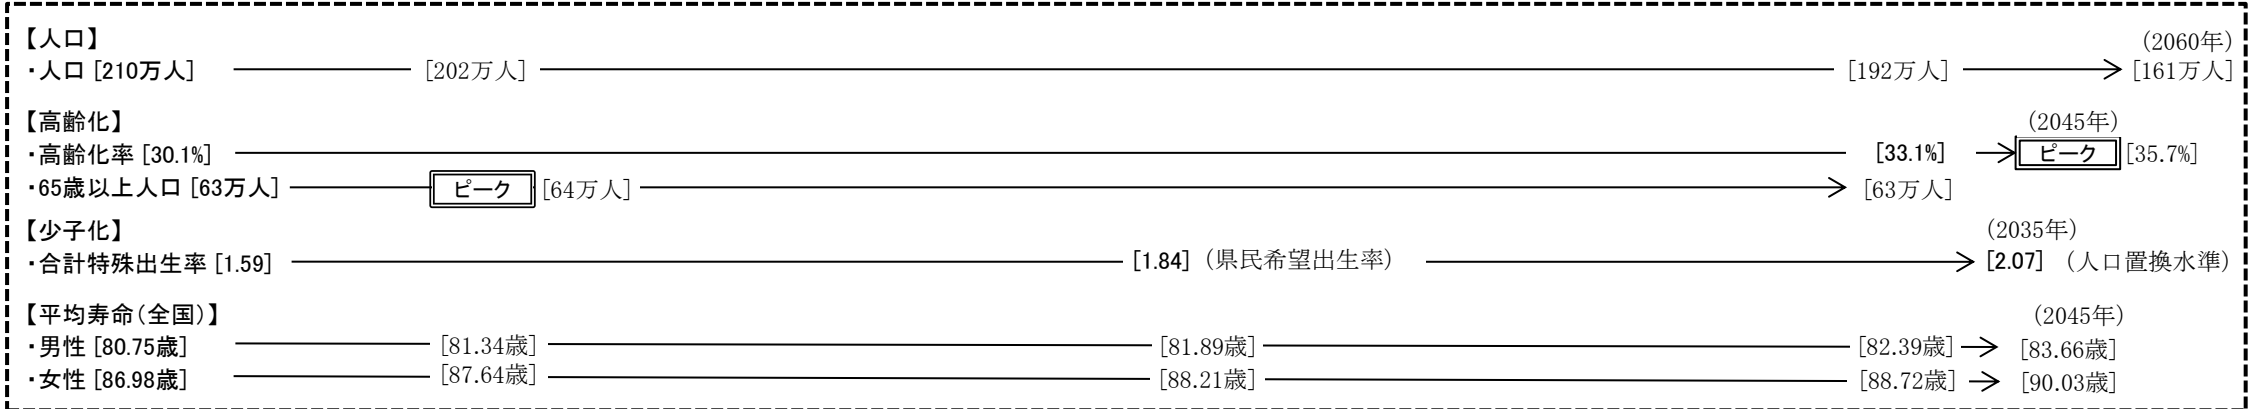 【人口】
(2060年)
・人口 [210万人] [202万人] [192万人] [161万人]
【高齢化】
(2045年)
・高齢化率 [30.1%] [33.1%] ピーク [35.7%]
・65歳以上人口 [63万人] ピーク [64万人] [63万人]
【少子化】
(2035年)
・合計特殊出生率 [1.59] [1.84] (県民希望出生率) [2.07] (人口置換水準)
【平均寿命(全国)】
(2045年)
・男性 [80.75歳] [81.34歳] [81.89歳] [82.39歳] [83.66歳]
・女性 [86.98歳] [87.64歳] [88.21歳] [88.72歳] [90.03歳]